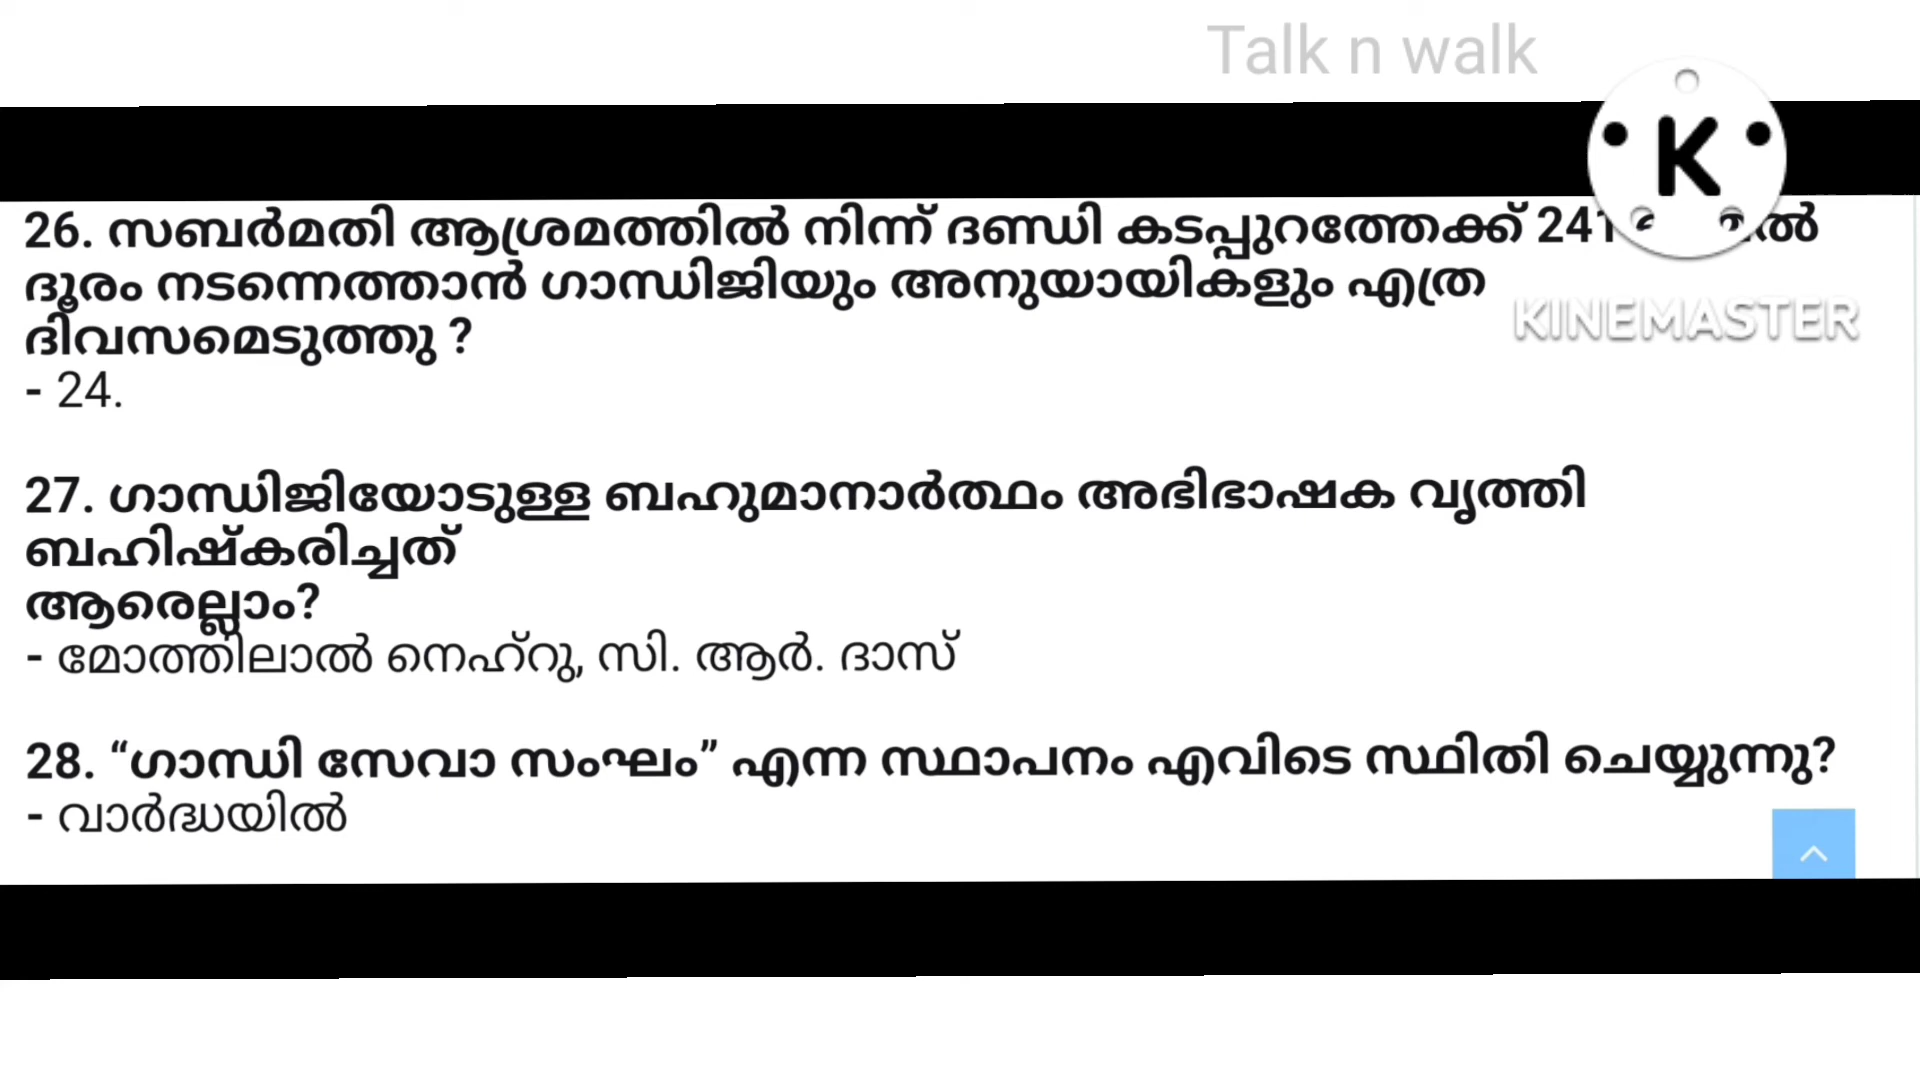 Talk n walk
K
26. സബർമതി ആശ്രമത്തിൽ നിന്ന് ദണ്ഡി കടപ്പുറത്തേക്ക് 241
ദൂരം നടന്നെത്താൻ ഗാന്ധിജിയും അനുയായികളും എത്ര
KINEMASTER
ദിവസമെടുത്തു ?
- 24.
27. ഗാന്ധിജിയോടുള്ള ബഹുമാനാർത്ഥം അഭിഭാഷക വൃത്തി
ബഹിഷ്കരിച്ചത്
ആരെല്ലാം?
- മോത്തിലാൽ നെഹ്റു, സി. ആർ. ദാസ്
28. “ഗാന്ധി സേവാ സംഘം” എന്ന സ്ഥാപനം എവിടെ സ്ഥിതി ചെയ്യുന്നു?
- വാർദ്ധയിൽ